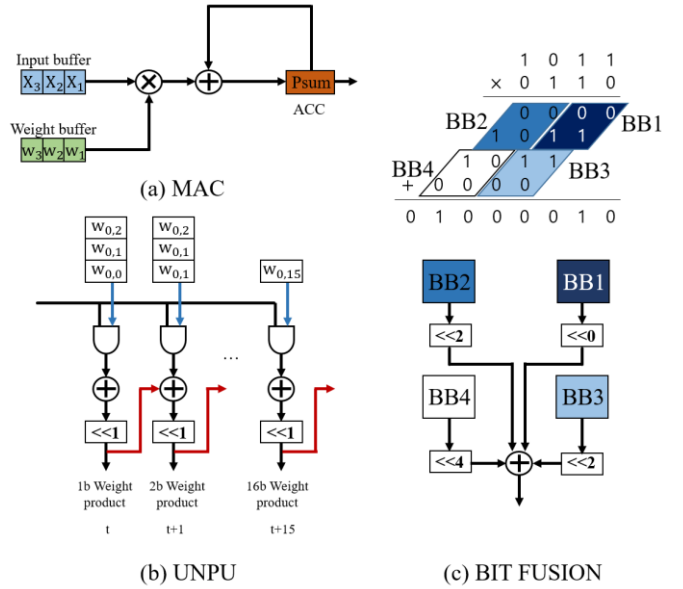 Input buffer
X₃ X₂ X₁
Psum
ACC
Weight buffer
w₃ w₂ w₁
(a) MAC
w₀,₂ w₀,₂
w₀,₁ w₀,₁
w₀,₀ w₀,₁ w₀,₁₅
...
<<1 <<1 <<1
1b Weight product 2b Weight product 16b Weight product
t t+1 t+15
(b) UNPU
1 0 1 1
× 0 1 1 0
BB2 0 0 0 0 BB1
1 0 1 1
BB4 1 0 1 1 BB3
+ 0 0 0 0
0 1 0 0 0 0 1 0
BB2 BB1
<<2 <<0
BB4 BB3
<<4 <<2
(c) BIT FUSION